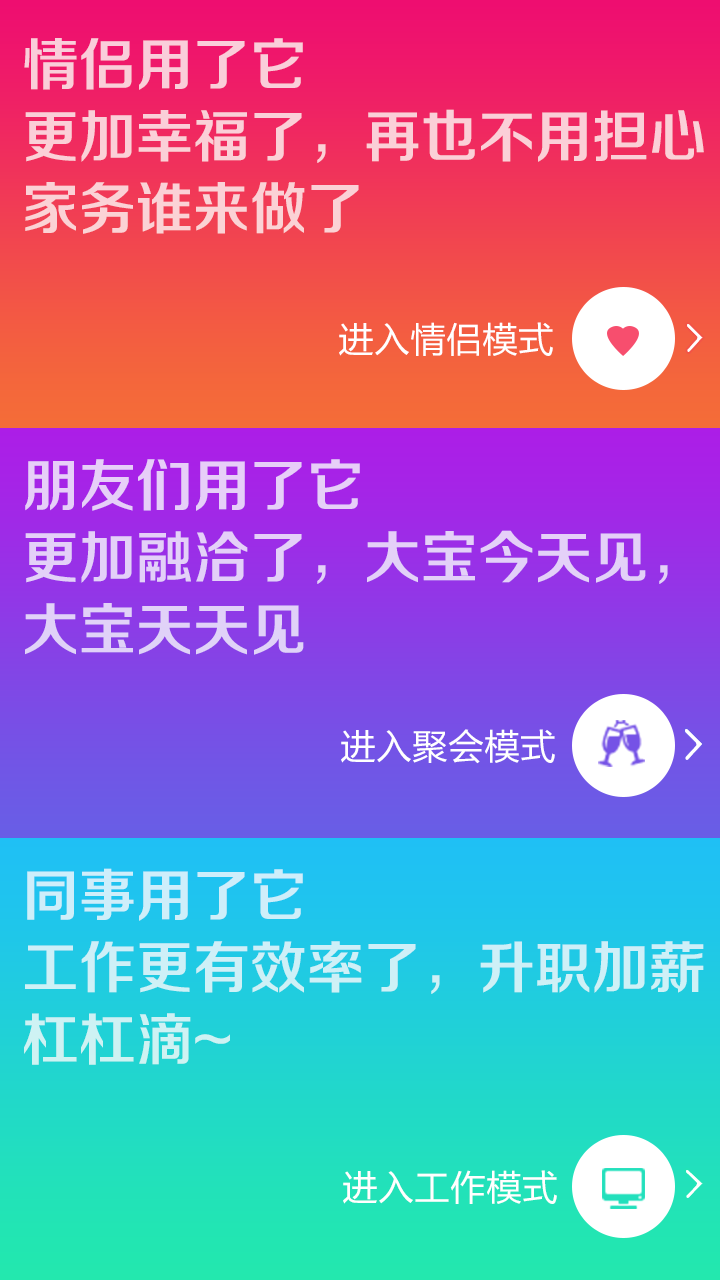 情侣用了它
更加幸福了，再也不用担心
家务谁来做了
进入情侣模式
朋友们用了它
更加融洽了，大宝今天见，
大宝天天见
进入聚会模式
同事用了它
工作更有效率了，升职加薪
杠杠滴~
进入工作模式